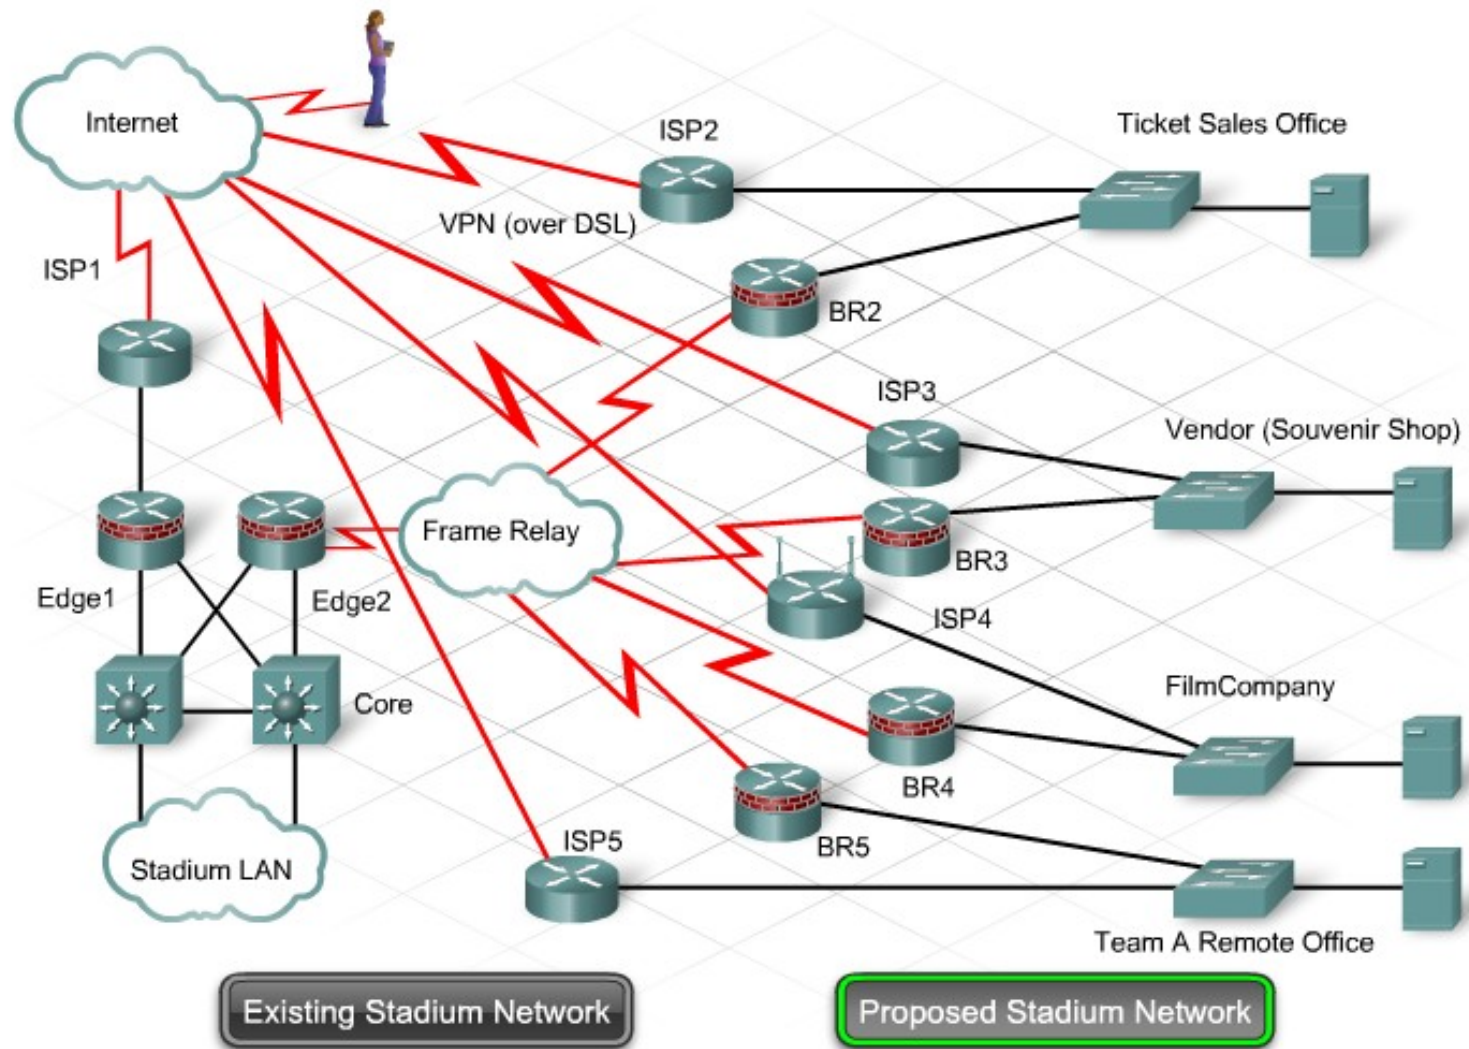 Internet
ISP2
Ticket Sales Office
VPN (over DSL)
ISP1
BR2
ISP3
Vendor (Souvenir Shop)
Frame Relay
BR3
Edge1
Edge2
ISP4
FilmCompany
Core
BR4
ISP5
BR5
Stadium LAN
Team A Remote Office
Existing Stadium Network
Proposed Stadium Network